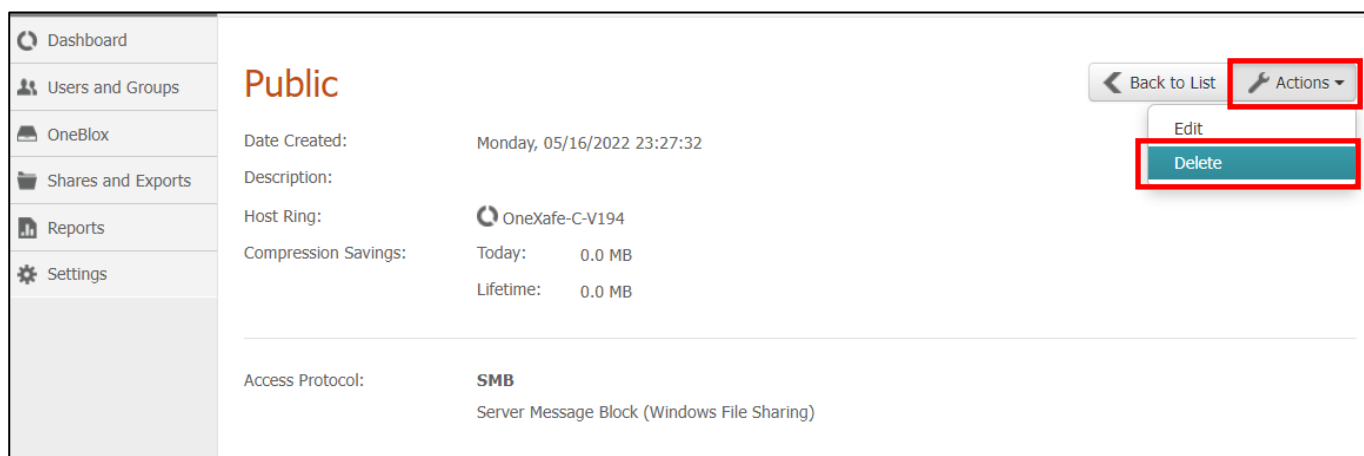 Dashboard
Users and Groups
OneBlox
Shares and Exports
Reports
Settings
Public
Back to List
Actions
Edit
Delete
Date Created: Monday, 05/16/2022 23:27:32
Description:
Host Ring: OneXafe-C-V194
Compression Savings: Today: 0.0 MB
Lifetime: 0.0 MB
Access Protocol: SMB
Server Message Block (Windows File Sharing)